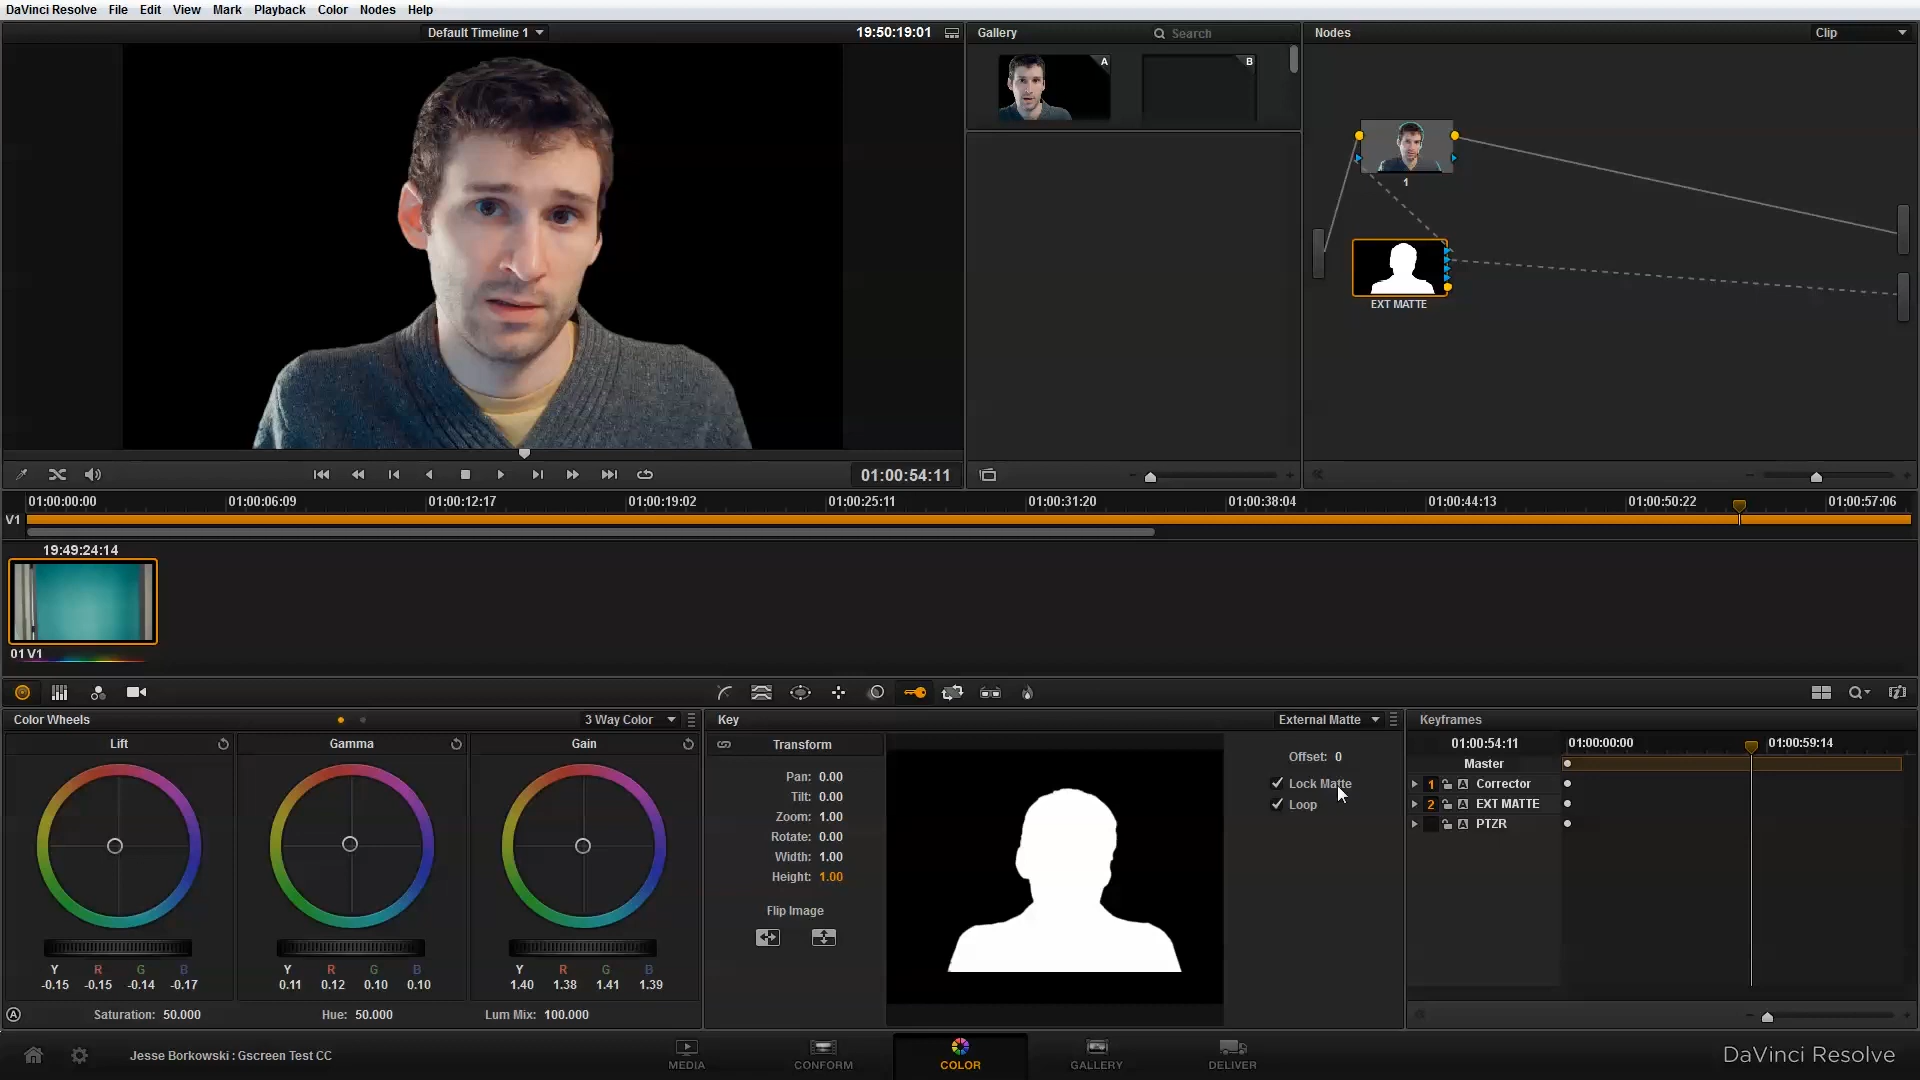 DaVinci Resolve File Edit View Mark Playback Color Nodes Help
Default Timeline 1
19:50:19:01
Gallery
Search
Nodes
Clip
A
B
1
EXT MATTE
01:00:54:11
01:00:00:00 01:00:06:09 01:00:12:17 01:00:19:02 01:00:25:11 01:00:31:20 01:00:38:04 01:00:44:13 01:00:50:22 01:00:57:06
V1
19:49:24:14
01 V1
Color Wheels
3 Way Color
Lift
Gamma
Gain
Y R G B
-0.15 -0.15 -0.14 -0.17
Y R G B
0.11 0.12 0.10 0.10
Y R G B
1.40 1.38 1.41 1.39
A
Saturation: 50.000
Hue: 50.000
Lum Mix: 100.000
Key
External Matte
Transform
Pan: 0.00
Tilt: 0.00
Zoom: 1.00
Rotate: 0.00
Width: 1.00
Height: 1.00
Flip Image
Offset: 0
Lock Matte
Loop
Keyframes
01:00:54:11
01:00:00:00
01:00:59:14
Master
1 A Corrector
2 A EXT MATTE
A PTZR
Jesse Borkowski : Gscreen Test CC
MEDIA
CONFORM
COLOR
GALLERY
DELIVER
DaVinci Resolve